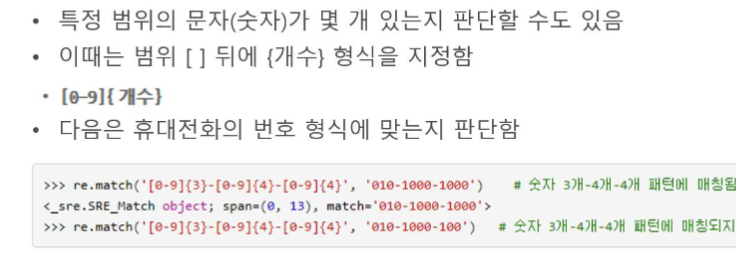 • 특정 범위의 문자(숫자)가 몇 개 있는지 판단할 수도 있음
• 이때는 범위 [ ] 뒤에 {개수} 형식을 지정함
• [0-9]{개수}
• 다음은 휴대전화의 번호 형식에 맞는지 판단함
>>> re.match('[0-9]{3}-[0-9]{4}-[0-9]{4}', '010-1000-1000') # 숫자 3개-4개-4개 패턴에 매칭됨
<_sre.SRE_Match object; span=(0, 13), match='010-1000-1000'>
>>> re.match('[0-9]{3}-[0-9]{4}-[0-9]{4}', '010-1000-100') # 숫자 3개-4개-4개 패턴에 매칭되지